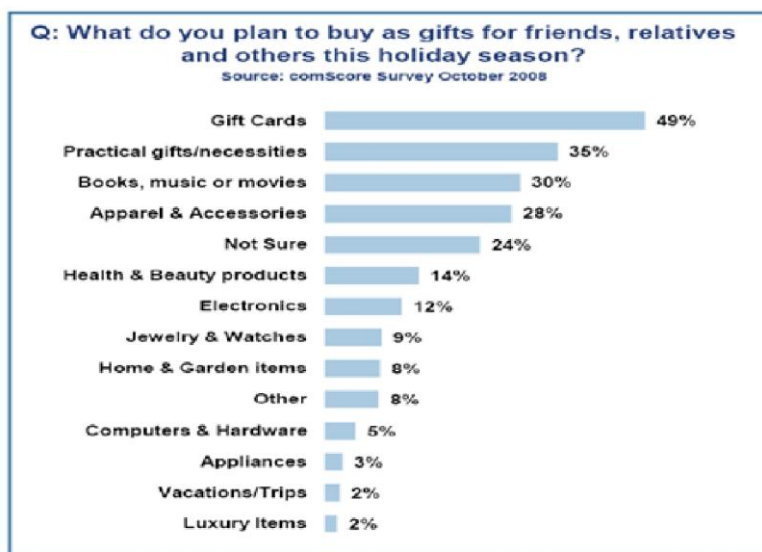 Q: What do you plan to buy as gifts for friends, relatives
and others this holiday season?
Source: comScore Survey October 2008
Gift Cards 49%
Practical gifts/necessities 35%
Books, music or movies 30%
Apparel & Accessories 28%
Not Sure 24%
Health & Beauty products 14%
Electronics 12%
Jewelry & Watches 9%
Home & Garden items 8%
Other 8%
Computers & Hardware 5%
Appliances 3%
Vacations/Trips 2%
Luxury Items 2%